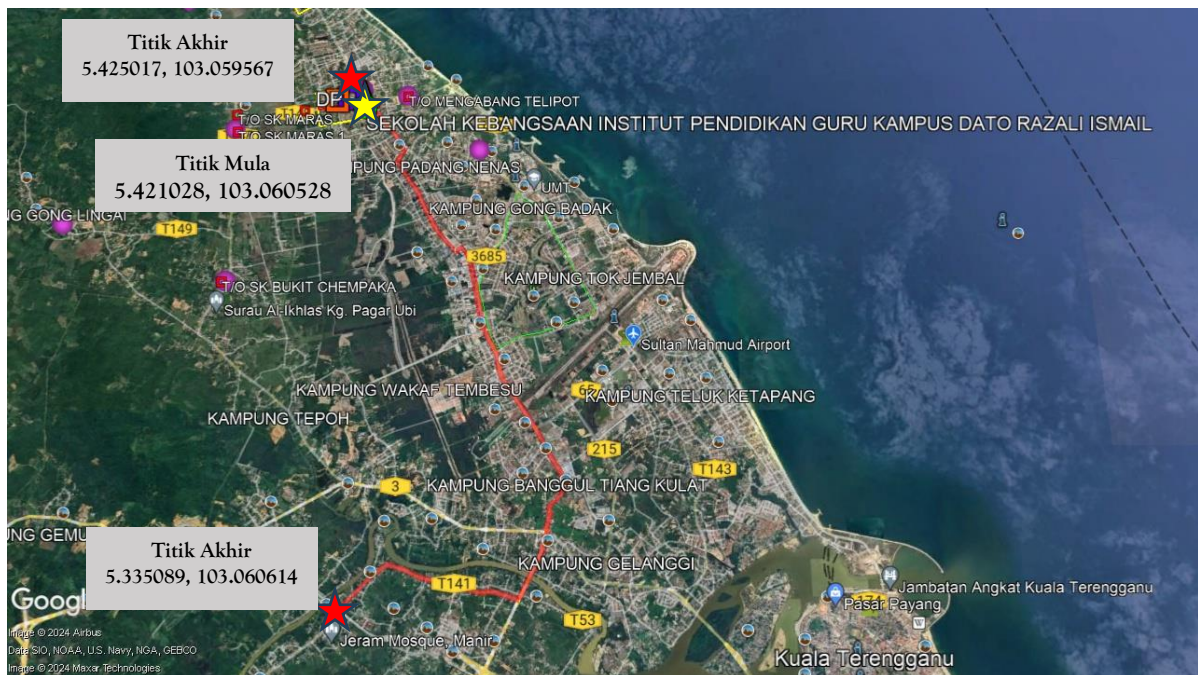 Titik Akhir
5.425017, 103.059567
DP
T/O MENGABANG TELIPOT
T/O SK MARAS
T/O SK MARAS 1
SEKOLAH KEBANGSAAN INSTITUT PENDIDIKAN GURU KAMPUS DATO RAZALI ISMAIL
Titik Mula
5.421028, 103.060528
PUNG PADANG NENAS
UMT
KAMPUNG GONG BADAK
NG GONG LINGAI
T149
3685
KAMPUNG TOK JEMBAL
T/O SK BUKIT CHEMPAKA
Surau Al-Ikhlas Kg. Pagar Ubi
Sultan Mahmud Airport
KAMPUNG WAKAF TEMBESU
65
KAMPUNG TELUK KETAPANG
KAMPUNG TEPOH
215
T143
3
KAMPUNG BANGGUL TIANG KULAT
NG GEMU
Titik Akhir
5.335089, 103.060614
KAMPUNG GELANGGI
T141
Jambatan Angkat Kuala Terengganu
174
Pasar Payang
T53
Jeram Mosque, Manir
Kuala Terengganu
Goog
Image © 2024 Airbus
Data SIO, NOAA, U.S. Navy, NGA, GEBCO
Image © 2024 Maxar Technologies